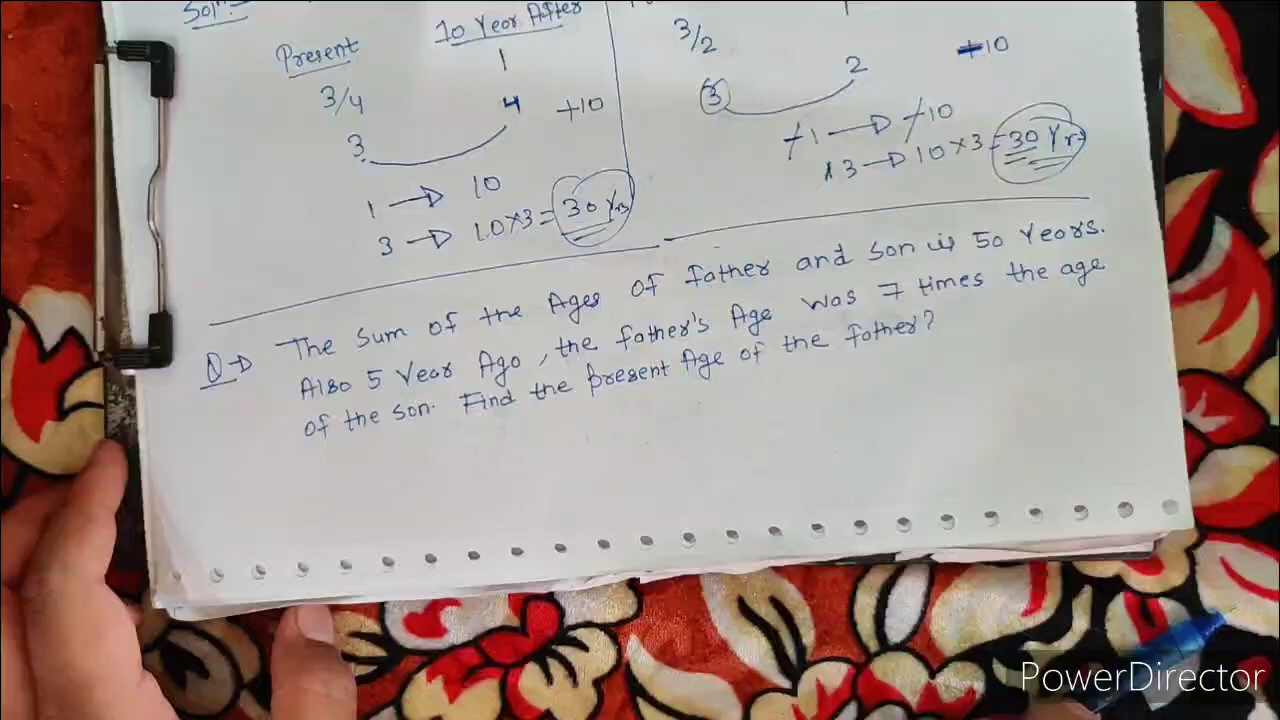 Soln:
Present 10 Year After
1
3/4 4 +10
3
1 → 10
3 → 10×3 = 30 Yrs
3/2
3 2 +10
+1 → +10
×3 → 10×3 = 30 Yrs
Q→ The sum of the Ages of father and son is 50 Years.
Also 5 Year Ago, the father's Age was 7 times the age
of the son. Find the present Age of the father?
PowerDirector